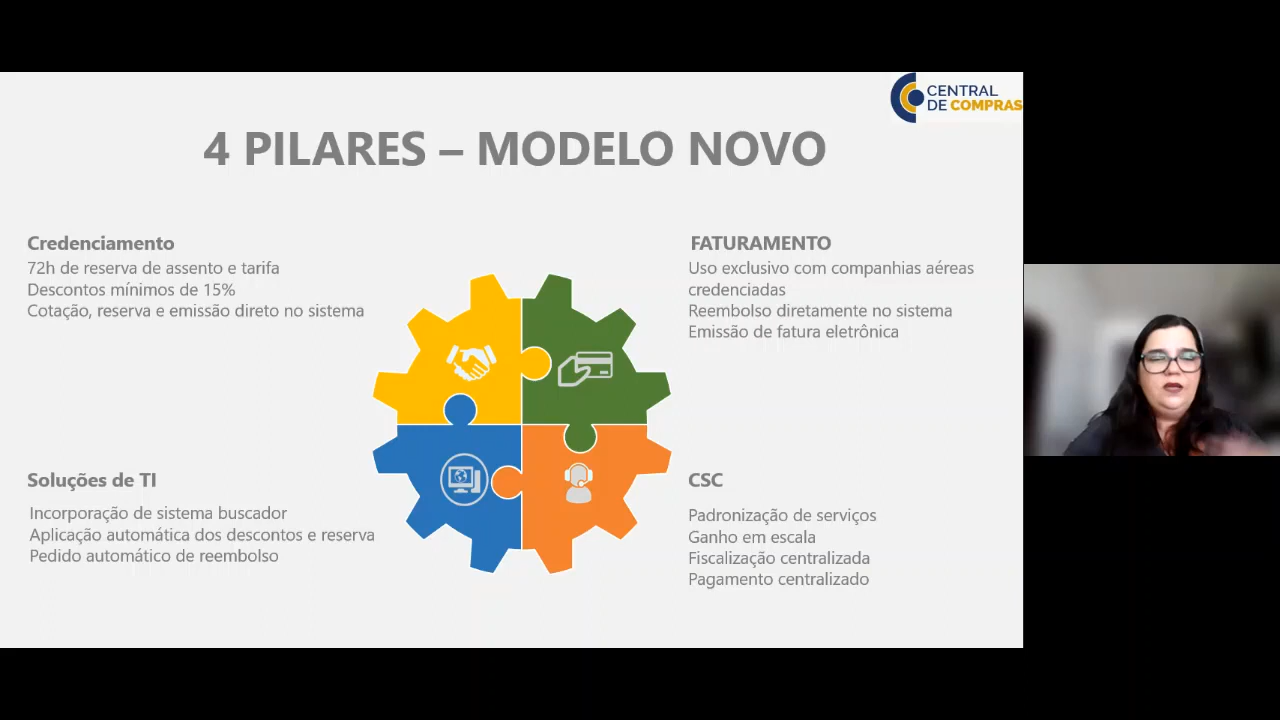 CENTRAL
DE COMPRAS
4 PILARES – MODELO NOVO
Credenciamento
72h de reserva de assento e tarifa
Descontos mínimos de 15%
Cotação, reserva e emissão direto no sistema
FATURAMENTO
Uso exclusivo com companhias aéreas
credenciadas
Reembolso diretamente no sistema
Emissão de fatura eletrônica
Soluções de TI
Incorporação de sistema buscador
Aplicação automática dos descontos e reserva
Pedido automático de reembolso
CSC
Padronização de serviços
Ganho em escala
Fiscalização centralizada
Pagamento centralizado